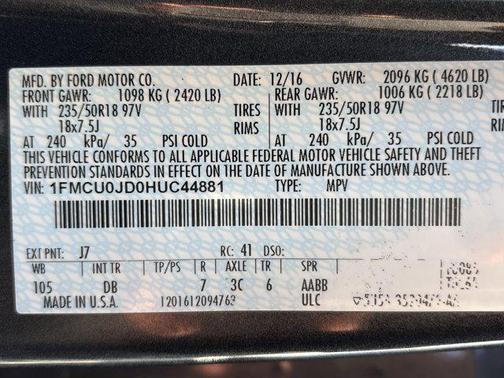 MFD. BY FORD MOTOR CO. DATE: 12/16 GVWR: 2096 KG ( 4620 LB)
FRONT GAWR: 1098 KG ( 2420 LB) REAR GAWR: 1006 KG ( 2218 LB)
WITH 235/50R18 97V TIRES WITH 235/50R18 97V
18x7.5J RIMS 18x7.5J
AT 240 kPa/ 35 PSI COLD AT 240 kPa/ 35 PSI COLD
THIS VEHICLE CONFORMS TO ALL APPLICABLE FEDERAL MOTOR VEHICLE SAFETY AND THEFT
PREVENTION STANDARDS IN EFFECT ON THE DATE OF MANUFACTURE SHOWN ABOVE.
VIN: 1FMCU0JD0HUC44881 TYPE: MPV
EXT PNT: J7 RC: 41 DSO:
WB INT TR TP/PS R AXLE TR SPR
105 DB 7 3C 6 AABB
MADE IN U.S.A. 1201612094763 ULC